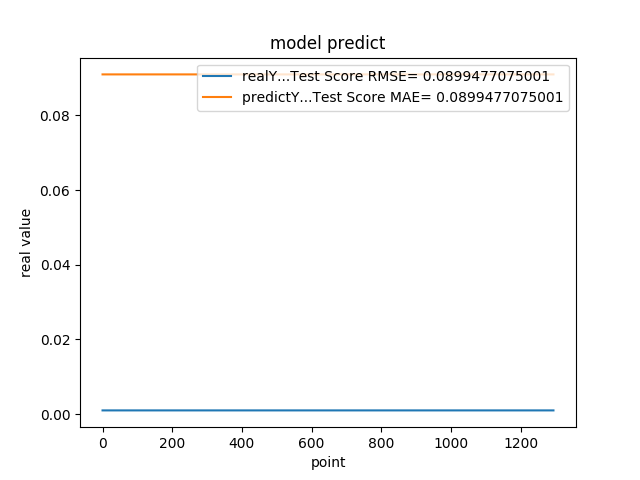 model predict
realY...Test Score RMSE= 0.0899477075001
predictY...Test Score MAE= 0.0899477075001
0.08
0.06
0.04
0.02
0.00
real value
0 200 400 600 800 1000 1200
point